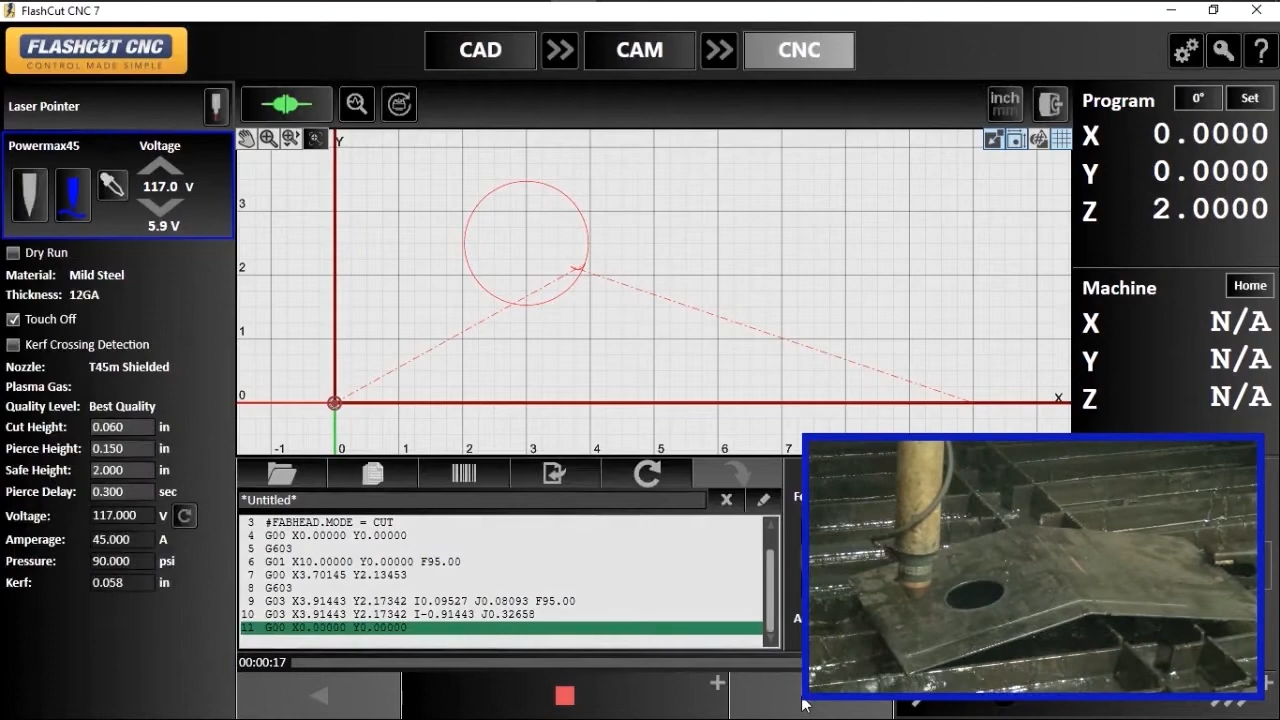 FlashCut CNC 7
FLASHCUT CNC
CONTROL MADE SIMPLE
CAD
CAM
CNC
Laser Pointer
inch
mm
Program
0°
Set
X 0.0000
Y 0.0000
Z 2.0000
Machine
Home
X N/A
Y N/A
Z N/A
Powermax45
Voltage
117.0 V
5.9 V
Dry Run
Material: Mild Steel
Thickness: 12GA
Touch Off
Kerf Crossing Detection
Nozzle: T45m Shielded
Plasma Gas:
Quality Level: Best Quality
Cut Height: 0.060 in
Pierce Height: 0.150 in
Safe Height: 2.000 in
Pierce Delay: 0.300 sec
Voltage: 117.000 V
Amperage: 45.000 A
Pressure: 90.000 psi
Kerf: 0.058 in
Y
3
2
1
0
X
-1 0 1 2 3 4 5 6 7
*Untitled*
3 #FABHEAD.MODE = CUT
4 G00 X0.00000 Y0.00000
5 G603
6 G01 X10.00000 Y0.00000 F95.00
7 G00 X3.70145 Y2.13453
8 G603
9 G03 X3.91443 Y2.17342 I0.09527 J0.08093 F95.00
10 G03 X3.91443 Y2.17342 I-0.91443 J0.32658
11 G00 X0.00000 Y0.00000
00:00:17